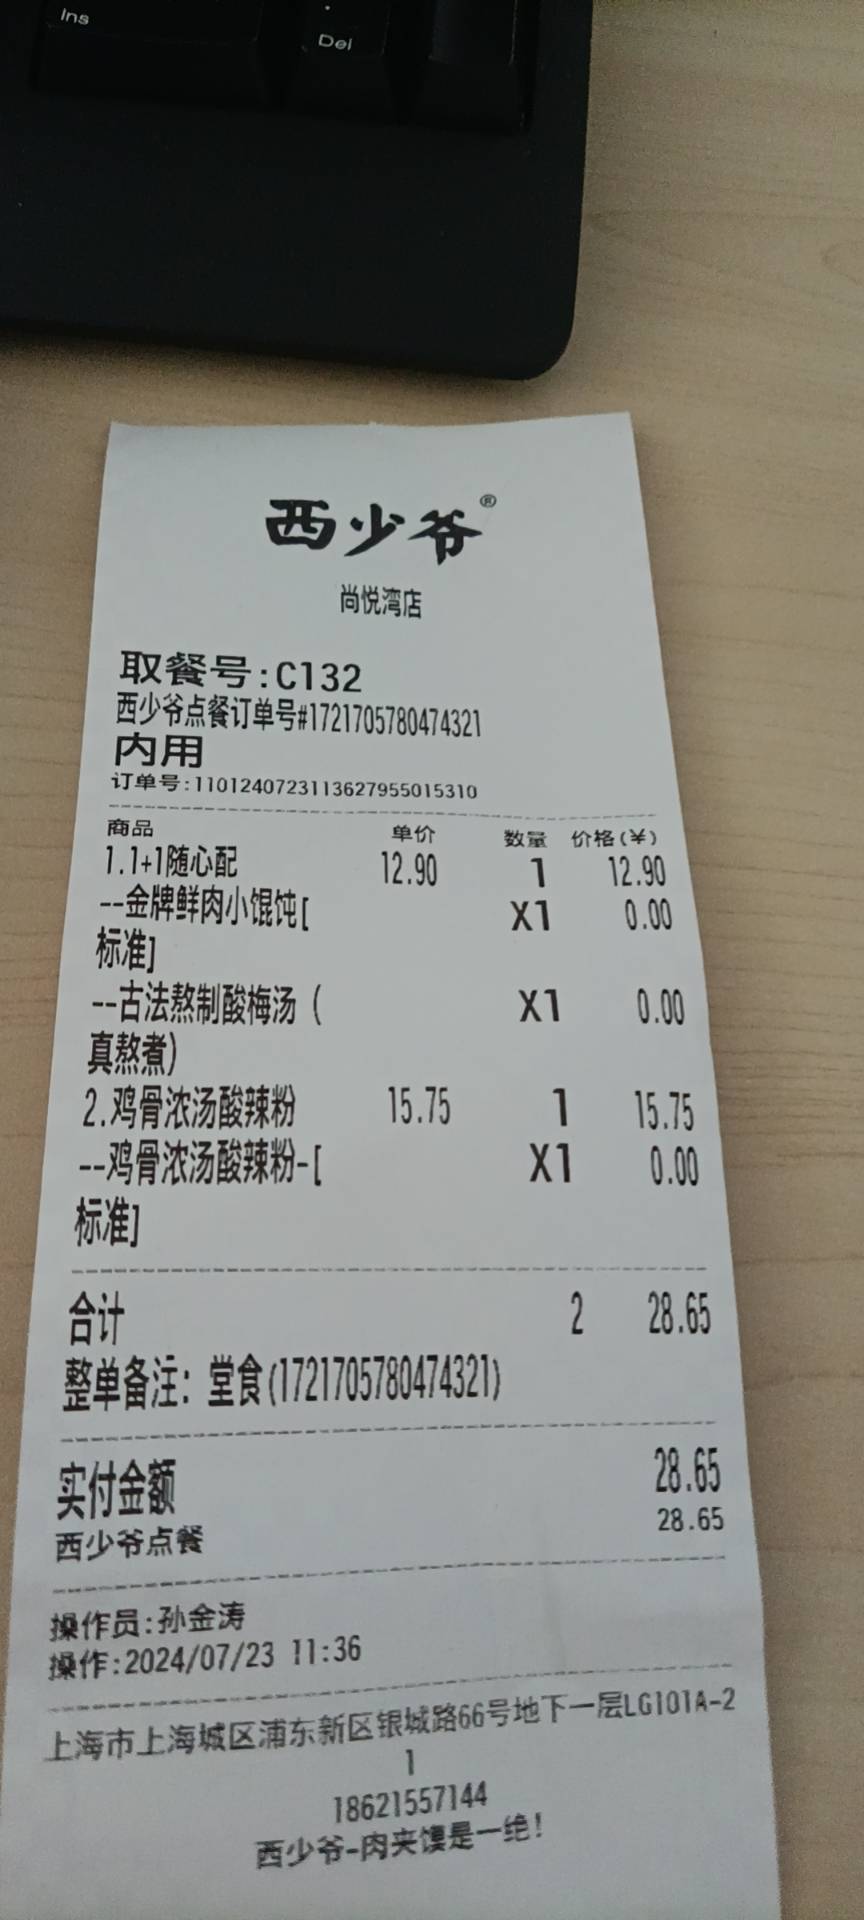 Ins
Del
西少爷®
尚悦湾店
取餐号:C132
西少爷点餐订单号#1721705780474321
内用
订单号:1101240723113627955015310
商品 单价 数量 价格(¥)
1.1+1随心配 12.90 1 12.90
--金牌鲜肉小馄饨[ X1 0.00
标准]
--古法熬制酸梅汤( X1 0.00
真熬煮)
2.鸡骨浓汤酸辣粉 15.75 1 15.75
--鸡骨浓汤酸辣粉-[ X1 0.00
标准]
合计 2 28.65
整单备注: 堂食(1721705780474321)
实付金额 28.65
西少爷点餐 28.65
操作员:孙金涛
操作:2024/07/23 11:36
上海市上海城区浦东新区银城路66号地下一层LG101A-2
1
18621557144
西少爷-肉夹馍是一绝!